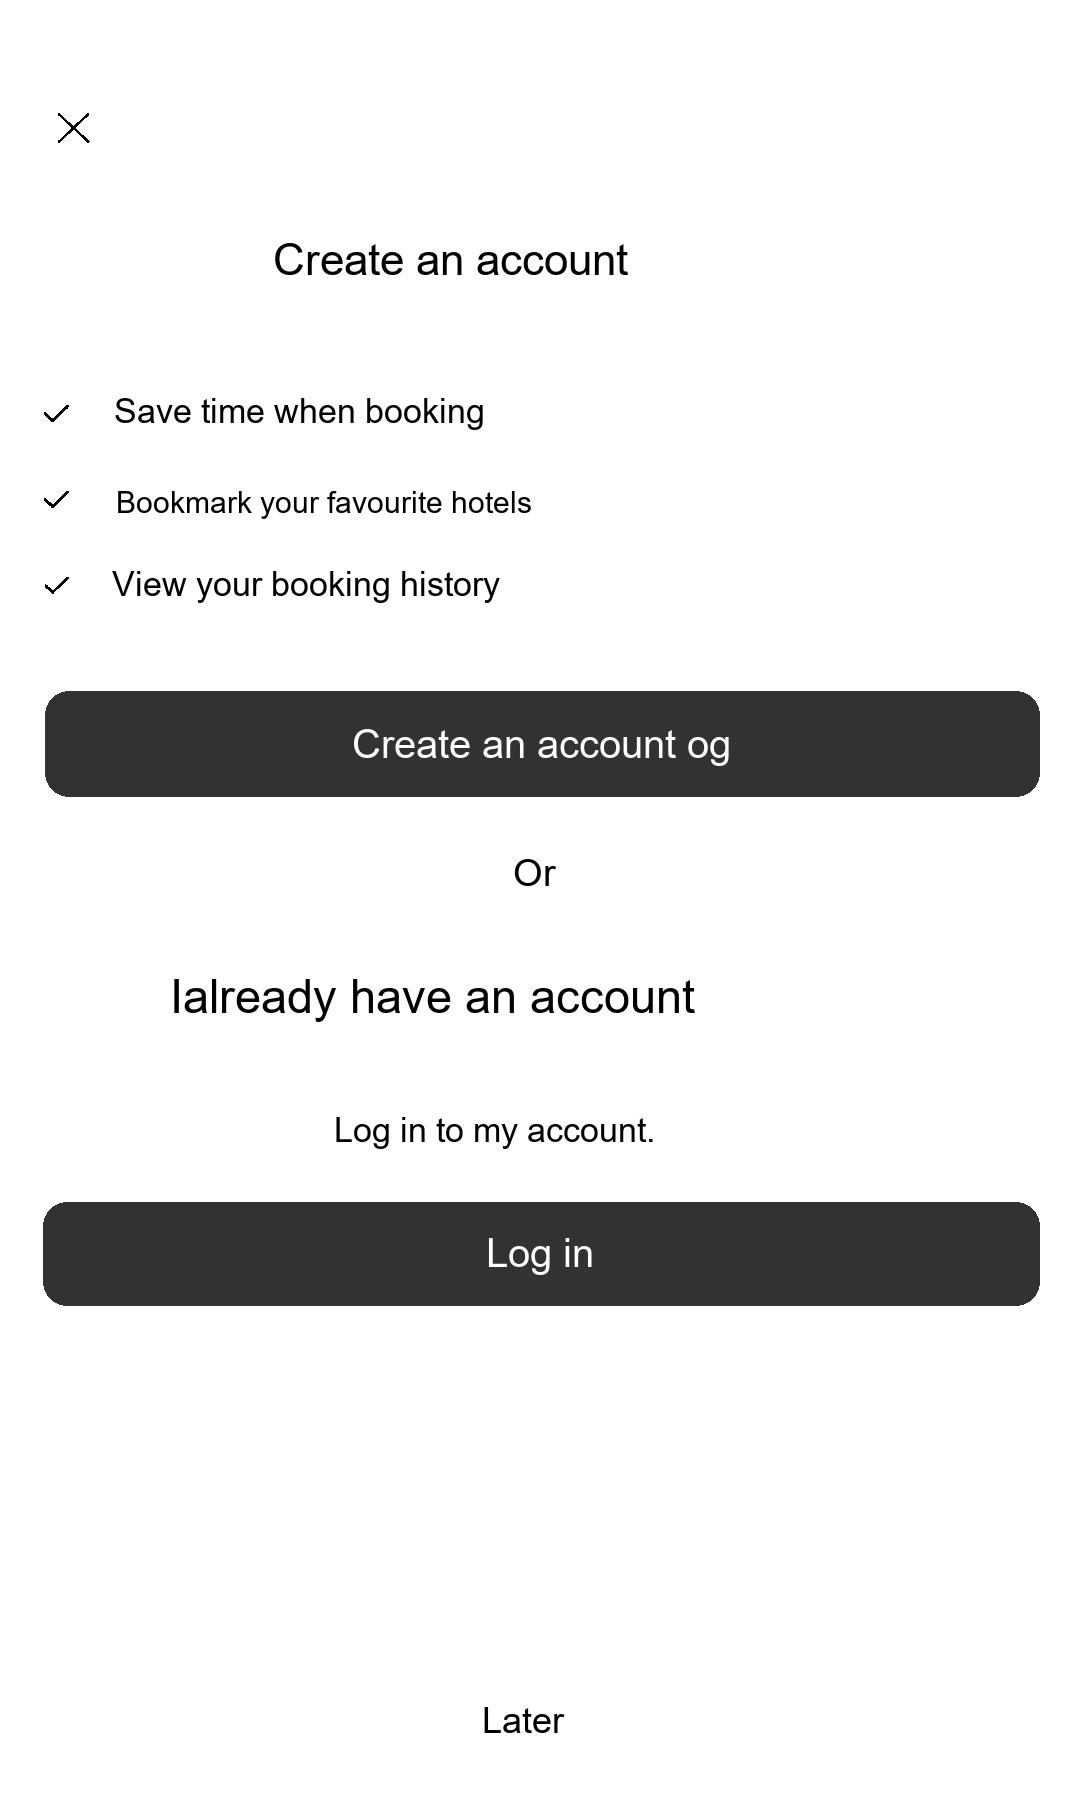 Create an account
Save time when booking
Bookmark your favourite hotels
View your booking history
Create an account og
Or
Ialready have an account
Log in to my account.
Log in
Later